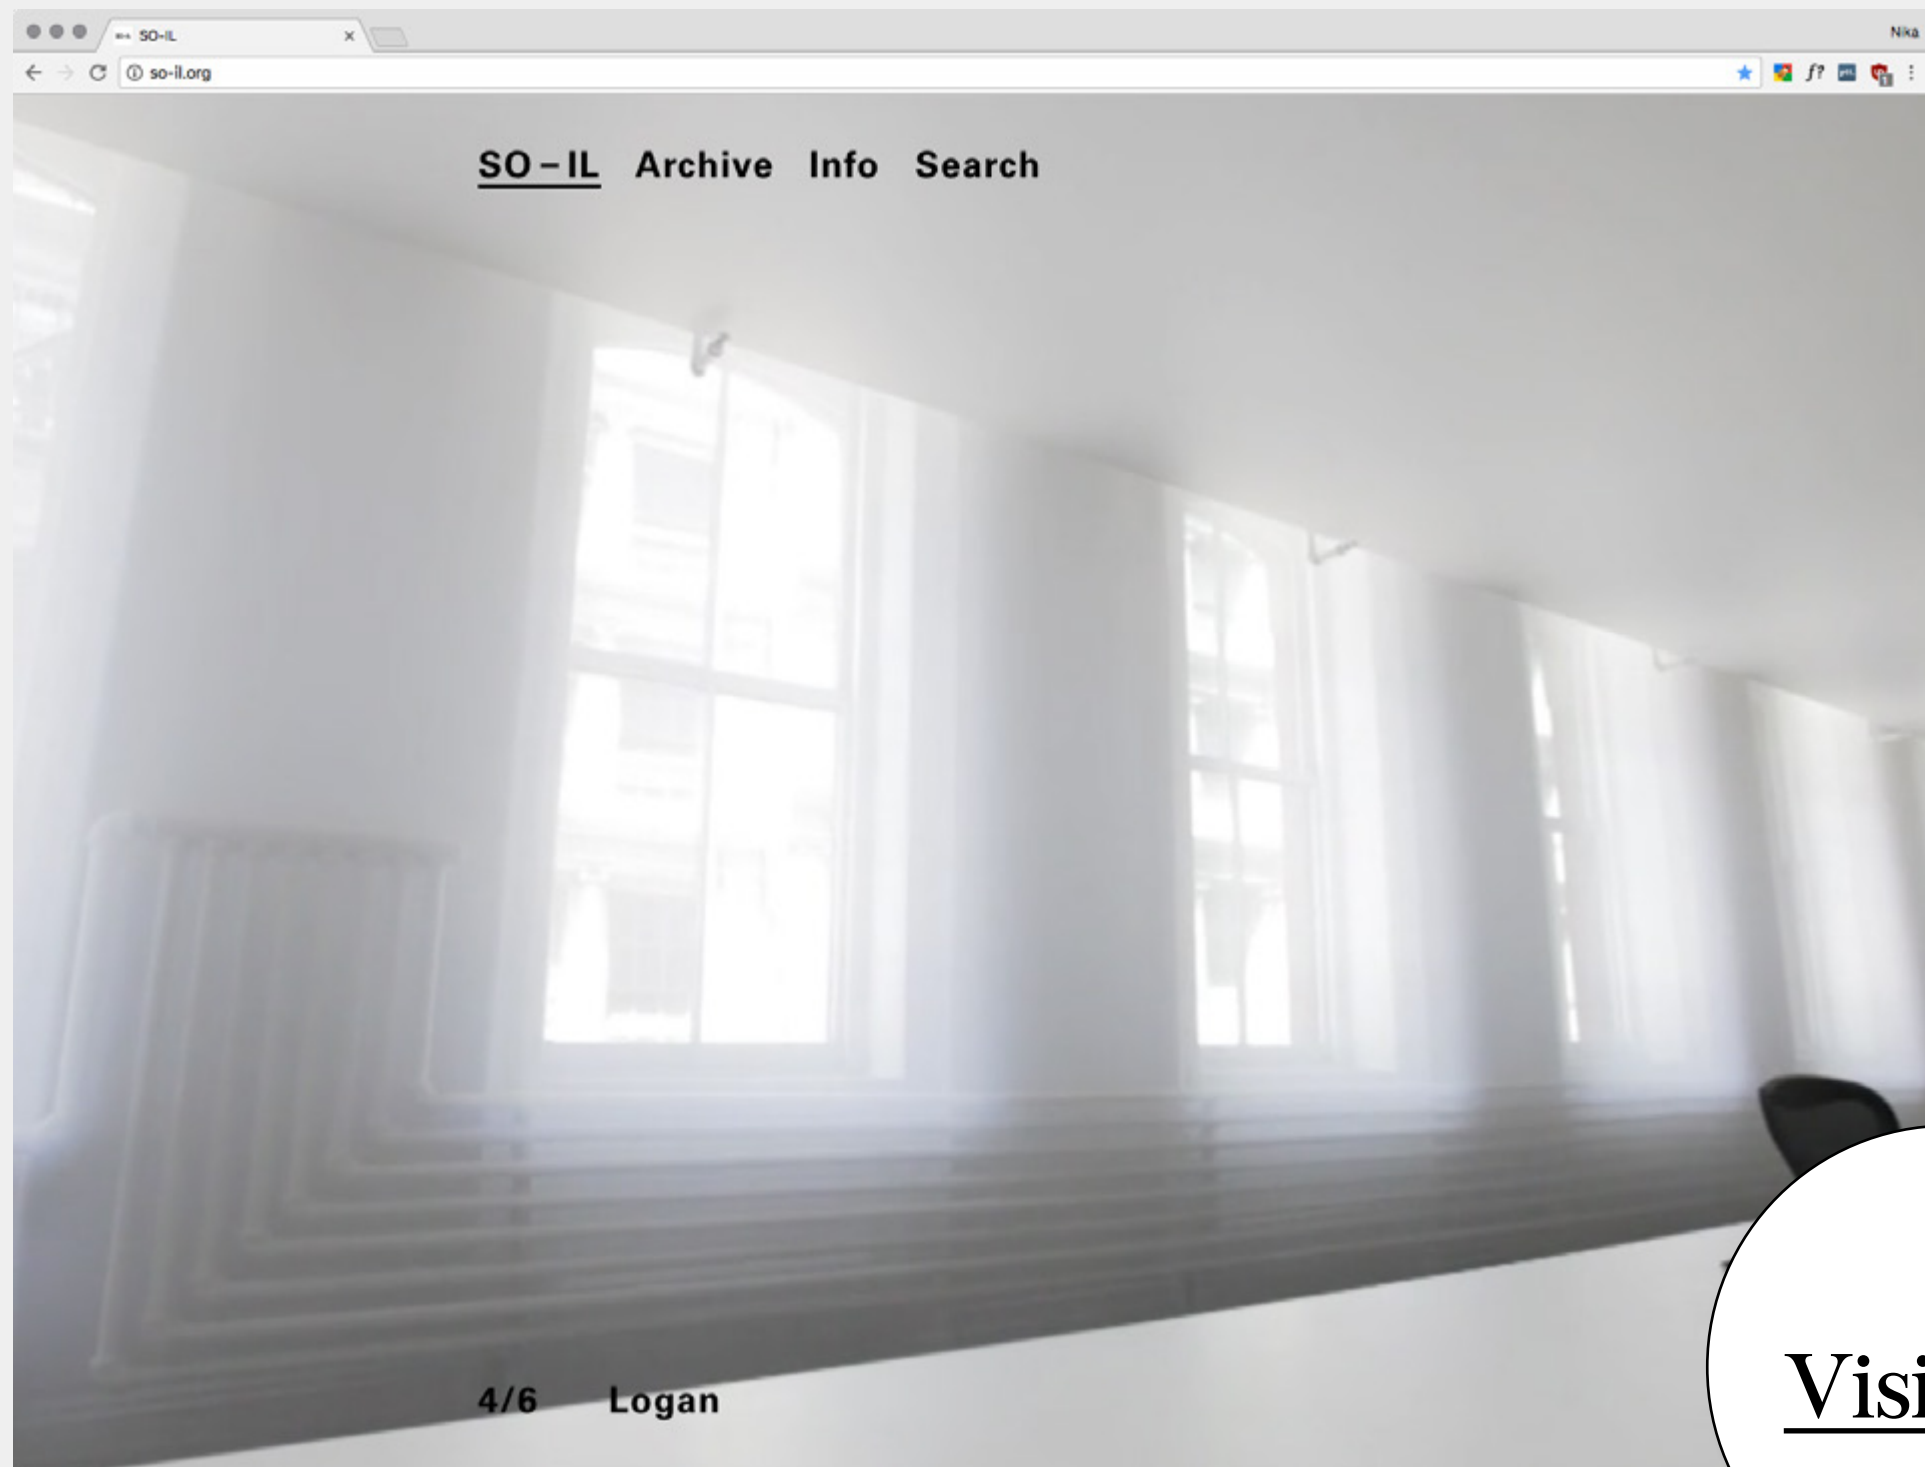 SO-IL
Nika
so-il.org
f?
SO – IL Archive Info Search
4/6 Logan
Visi